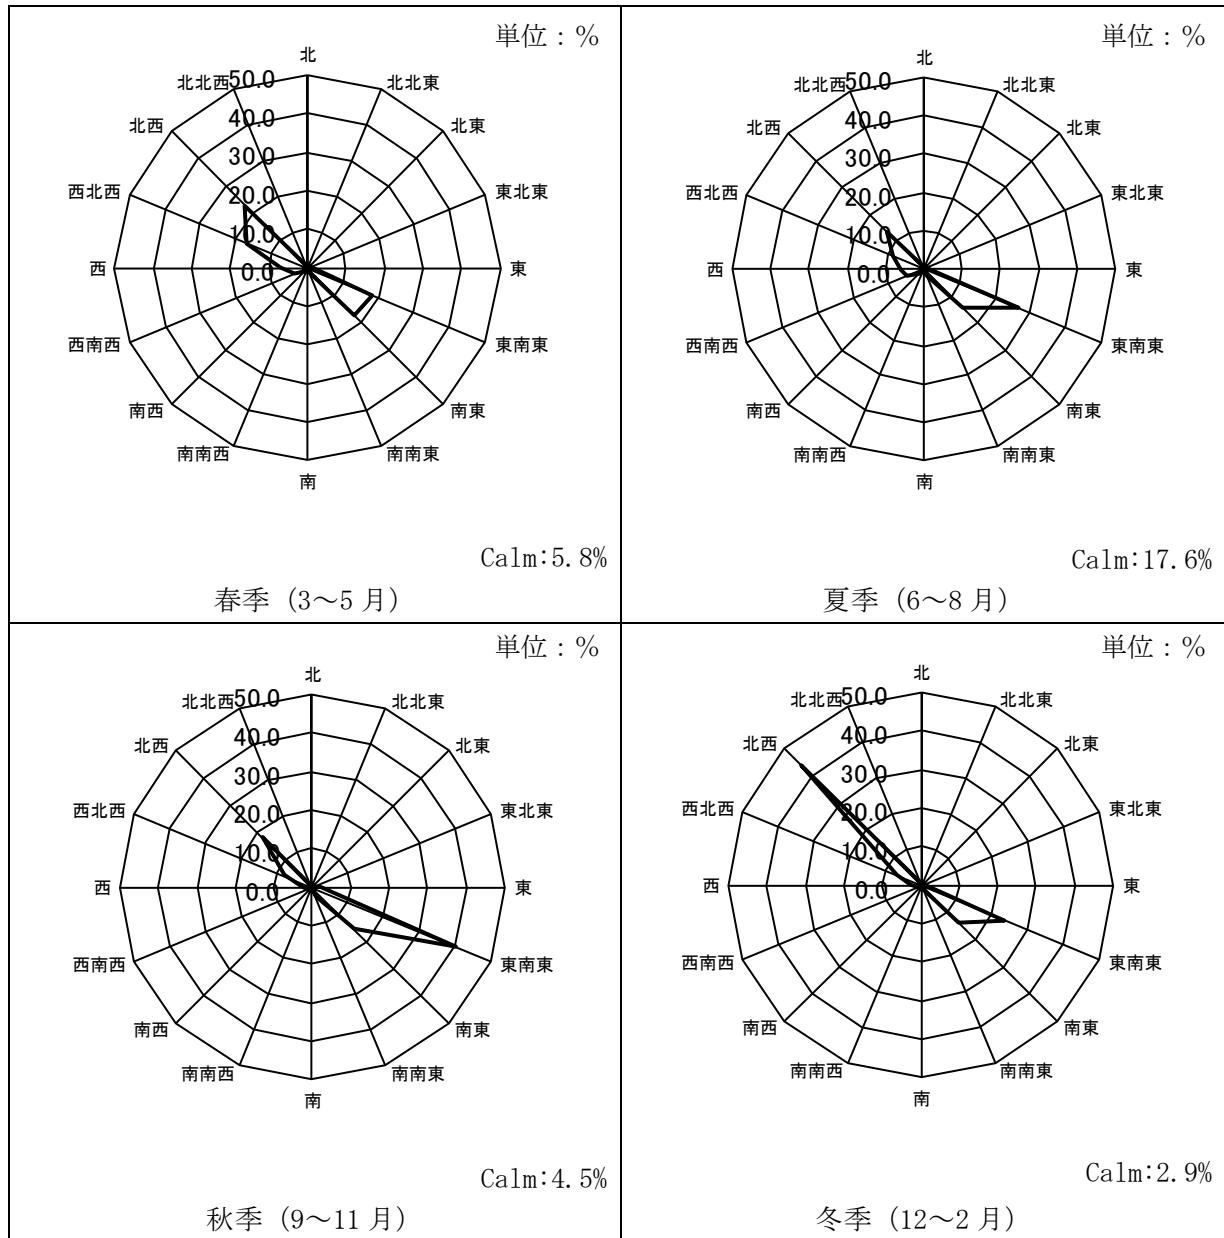 単位：％
北
北北西 50.0 北北東
北西 40.0 北東
30.0
西北西 20.0 東北東
10.0
西 0.0 東
西南西 東南東
南西 南東
南南西 南南東
南
Calm:5.8%
春季（3～5 月）
単位：％
北
北北西 50.0 北北東
北西 40.0 北東
30.0
西北西 20.0 東北東
10.0
西 0.0 東
西南西 東南東
南西 南東
南南西 南南東
南
Calm:17.6%
夏季（6～8 月）
単位：％
北
北北西 50.0 北北東
北西 40.0 北東
30.0
西北西 20.0 東北東
10.0
西 0.0 東
西南西 東南東
南西 南東
南南西 南南東
南
Calm:4.5%
秋季（9～11 月）
単位：％
北
北北西 50.0 北北東
北西 40.0 北東
30.0
西北西 20.0 東北東
10.0
西 0.0 東
西南西 東南東
南西 南東
南南西 南南東
南
Calm:2.9%
冬季（12～2 月）